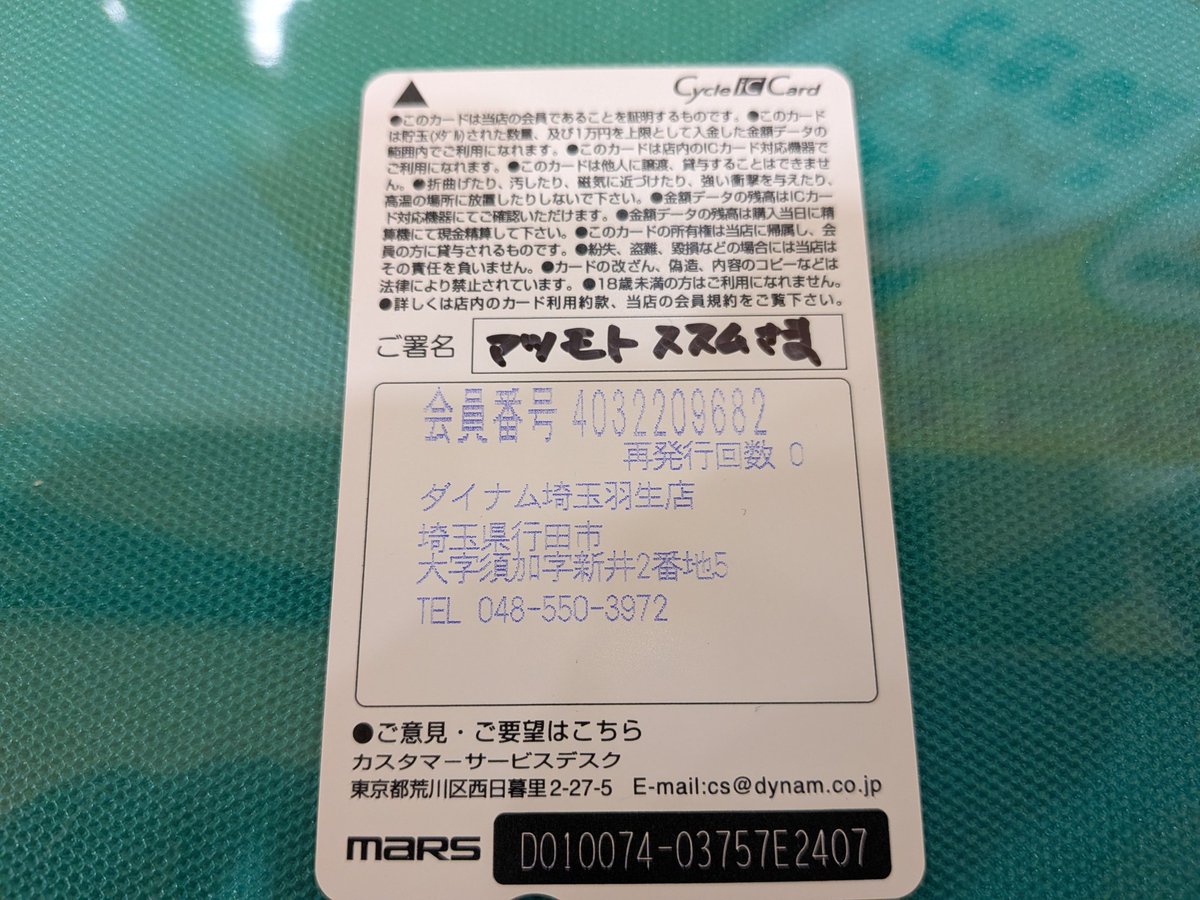 Cycle iC Card
●このカードは当店の会員であることを証明するものです。●このカード
は貯玉(ﾒﾀﾞﾙ)された数量、及び1万円を上限として入金した金額データの
範囲内でご利用になれます。●このカードは店内のICカード対応機器で
ご利用になれます。●このカードは他人に譲渡、貸与することはできませ
ん。●折曲げたり、汚したり、磁気に近づけたり、強い衝撃を与えたり、
高温の場所に放置したりしないで下さい。●金額データの残高はICカー
ド対応機器にてご確認いただけます。●金額データの残高は購入当日に精
算機にて現金精算して下さい。●このカードの所有権は当店に帰属し、会
員の方に貸与されるものです。●紛失、盗難、毀損などの場合には当店は
その責任を負いません。●カードの改ざん、偽造、内容のコピーなどは
法律により禁止されています。●18歳未満の方はご利用になれません。
●詳しくは店内のカード利用約款、当店の会員規約をご覧下さい。
ご署名 マツモト ススム さま
会員番号 4032209682
再発行回数 0
ダイナム埼玉羽生店
埼玉県行田市
大字須加字新井2番地5
TEL 048-550-3972
●ご意見・ご要望はこちら
カスタマーサービスデスク
東京都荒川区西日暮里2-27-5 E-mail:cs@dynam.co.jp
mars D010074-03757E2407